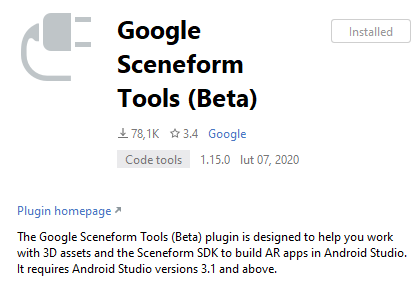 Google
Sceneform
Tools (Beta)
Installed
78,1K 3.4 Google
Code tools 1.15.0 lut 07, 2020
Plugin homepage ↗
The Google Sceneform Tools (Beta) plugin is designed to help you work
with 3D assets and the Sceneform SDK to build AR apps in Android Studio.
It requires Android Studio versions 3.1 and above.